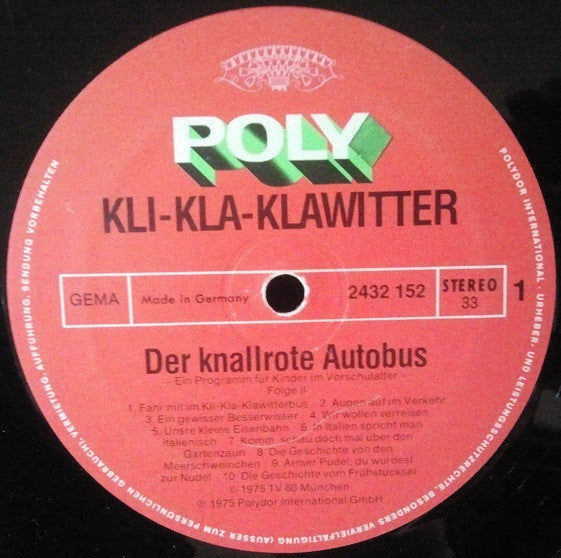 POLY
KLI-KLA-KLAWITTER
GEMA
Made in Germany
2432 152
STEREO
33
1
Der knallrote Autobus
– Ein Programm für Kinder im Vorschulalter –
Folge II
1. Fahr mit im Kli-Kla-Klawitterbus 2. Augen auf im Verkehr
3. Ein gewisser Besserwisser 4. Wir wollen verreisen
5. Unsre kleine Eisenbahn 6. In Italien spricht man
italienisch 7. Komm, schau doch mal über den
Gartenzaun 8. Die Geschichte von den
Meerschweinchen 9. Armer Pudel, du wurdest
zur Nudel 10. Die Geschichte vom Frühstückser
© 1975 TV 60 München
℗ 1975 Polydor International GmbH
POLYDOR INTERNATIONAL · URHEBER- UND LEISTUNGSSCHUTZRECHTE, BESONDERS VERVIELFÄLTIGUNG (AUSSER ZUM PERSÖNLICHEN GEBRAUCH), VERMIETUNG, AUFFÜHRUNG, SENDUNG VORBEHALTEN